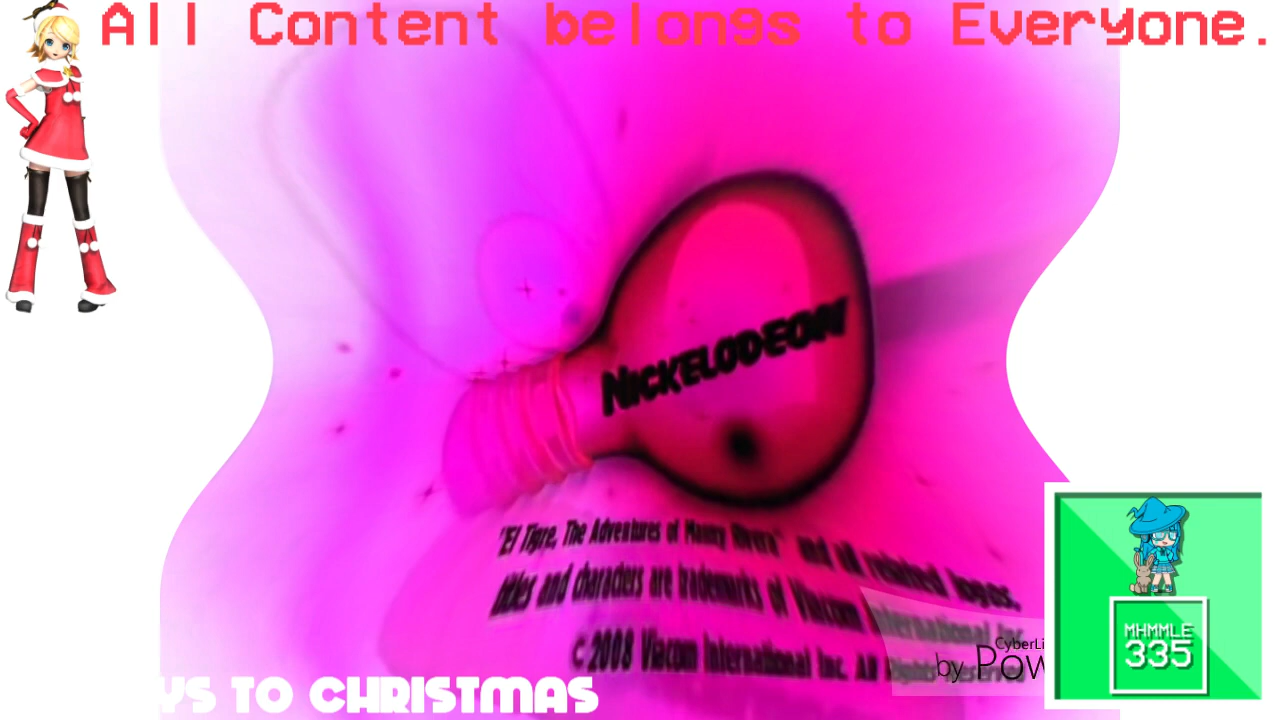 All Content belongs to Everyone.
NICKELODEON
"El Tigre, The Adventures of Manny Rivera" and all related logos,
titles and characters are trademarks of Viacom International Inc.
© 2008 Viacom International Inc. All Rights Reserved
CyberLi
by Pow
MHMMLE
335
YS TO CHRISTMAS